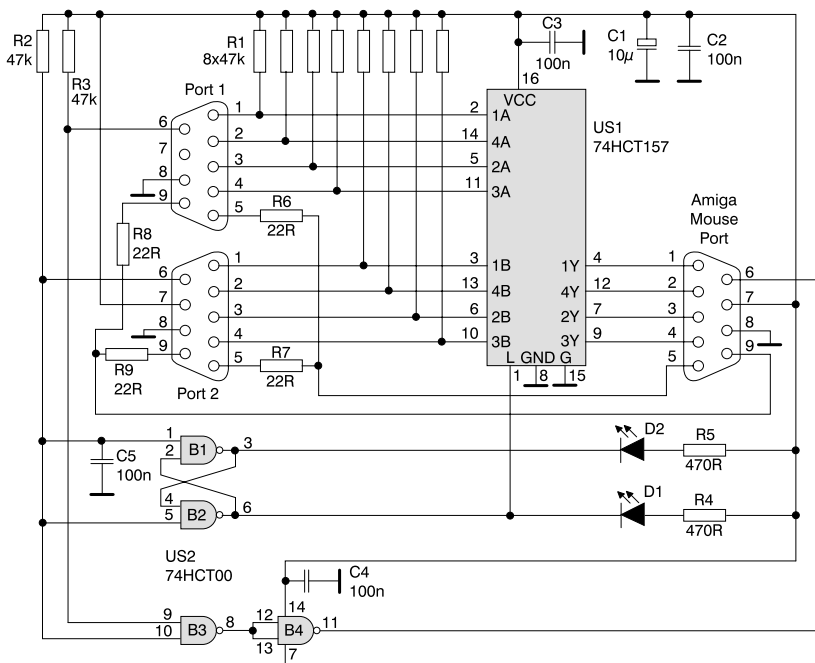 R2
47k
R3
47k
R1
8x47k
C3
100n
C1
10µ
C2
100n
16
VCC
US1
74HCT157
Port 1
1
2
3
4
5
6
7
8
9
2
1A
14
4A
5
2A
11
3A
R6
22R
R8
22R
Amiga
Mouse
Port
1
2
3
4
5
6
7
8
9
3
1B
13
4B
6
2B
10
3B
1Y
4
4Y
12
2Y
7
3Y
9
L GND G
1
8
15
1
2
3
4
5
6
7
8
9
R7
22R
R9
22R
Port 2
1
2
B1
3
C5
100n
4
5
B2
6
D2
R5
470R
D1
R4
470R
US2
74HCT00
C4
100n
14
9
10
B3
8
12
13
B4
11
7